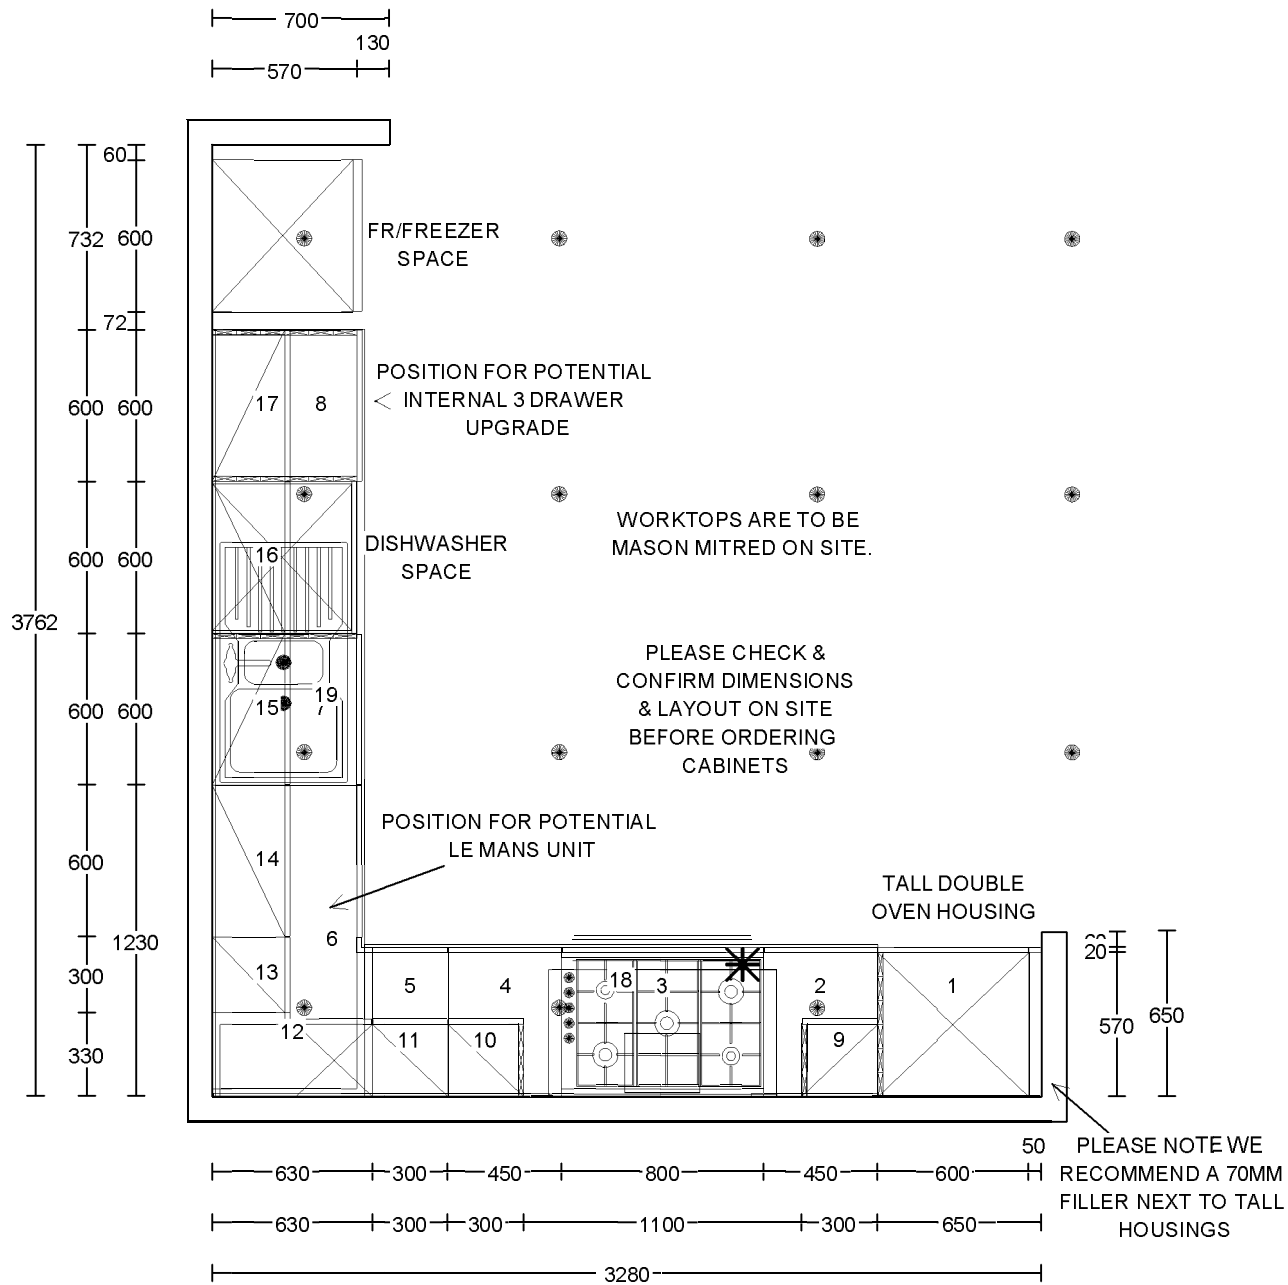 700
130
570
60
732 600
FR/FREEZER
SPACE
72
POSITION FOR POTENTIAL
INTERNAL 3 DRAWER
UPGRADE
600 600
17 8
WORKTOPS ARE TO BE
MASON MITRED ON SITE.
DISHWASHER
SPACE
600 600
16
3762
PLEASE CHECK &
CONFIRM DIMENSIONS
& LAYOUT ON SITE
BEFORE ORDERING
CABINETS
600 600
15 19
7
POSITION FOR POTENTIAL
LE MANS UNIT
600
14
TALL DOUBLE
OVEN HOUSING
6
1230
20
300
13 5 4 18 3 2 1
570 650
330
12 11 10 9
50
PLEASE NOTE WE
RECOMMEND A 70MM
FILLER NEXT TO TALL
HOUSINGS
630 300 450 800 450 600
630 300 300 1100 300 650
3280